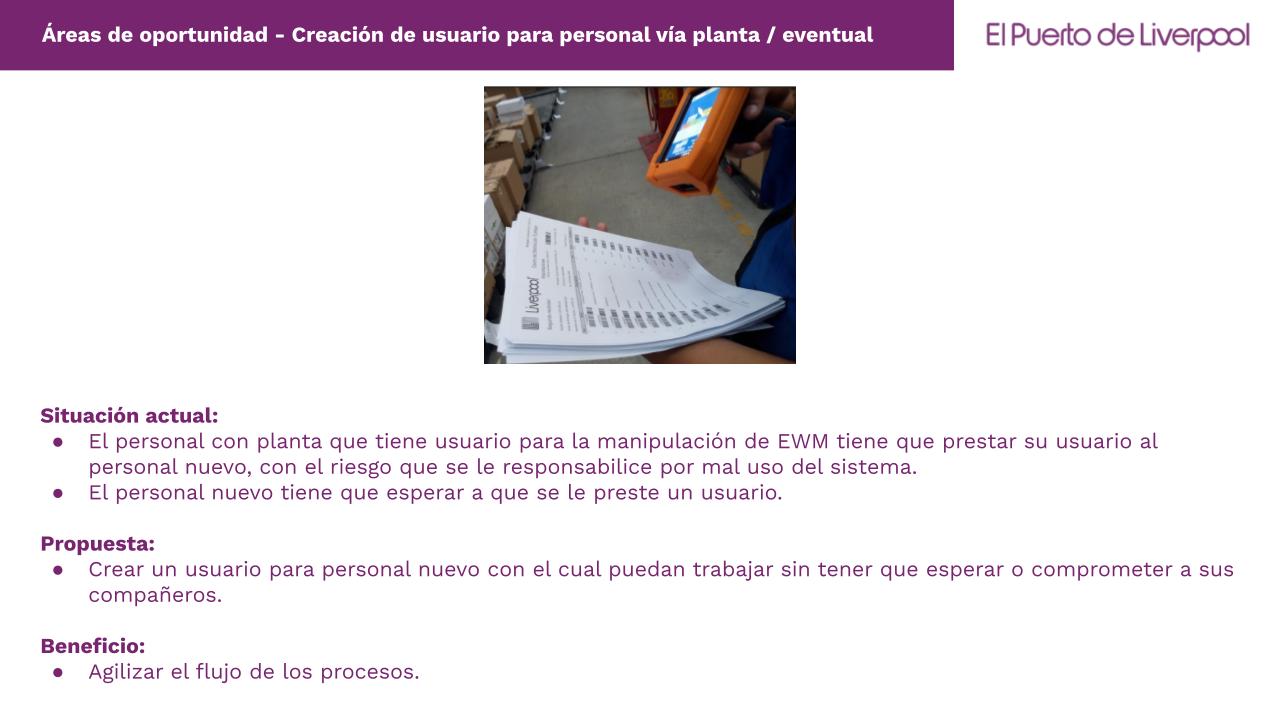 Áreas de oportunidad - Creación de usuario para personal vía planta / eventual
El Puerto de Liverpool
Liverpool
Situación actual:
● El personal con planta que tiene usuario para la manipulación de EWM tiene que prestar su usuario al
personal nuevo, con el riesgo que se le responsabilice por mal uso del sistema.
● El personal nuevo tiene que esperar a que se le preste un usuario.
Propuesta:
● Crear un usuario para personal nuevo con el cual puedan trabajar sin tener que esperar o comprometer a sus
compañeros.
Beneficio:
● Agilizar el flujo de los procesos.